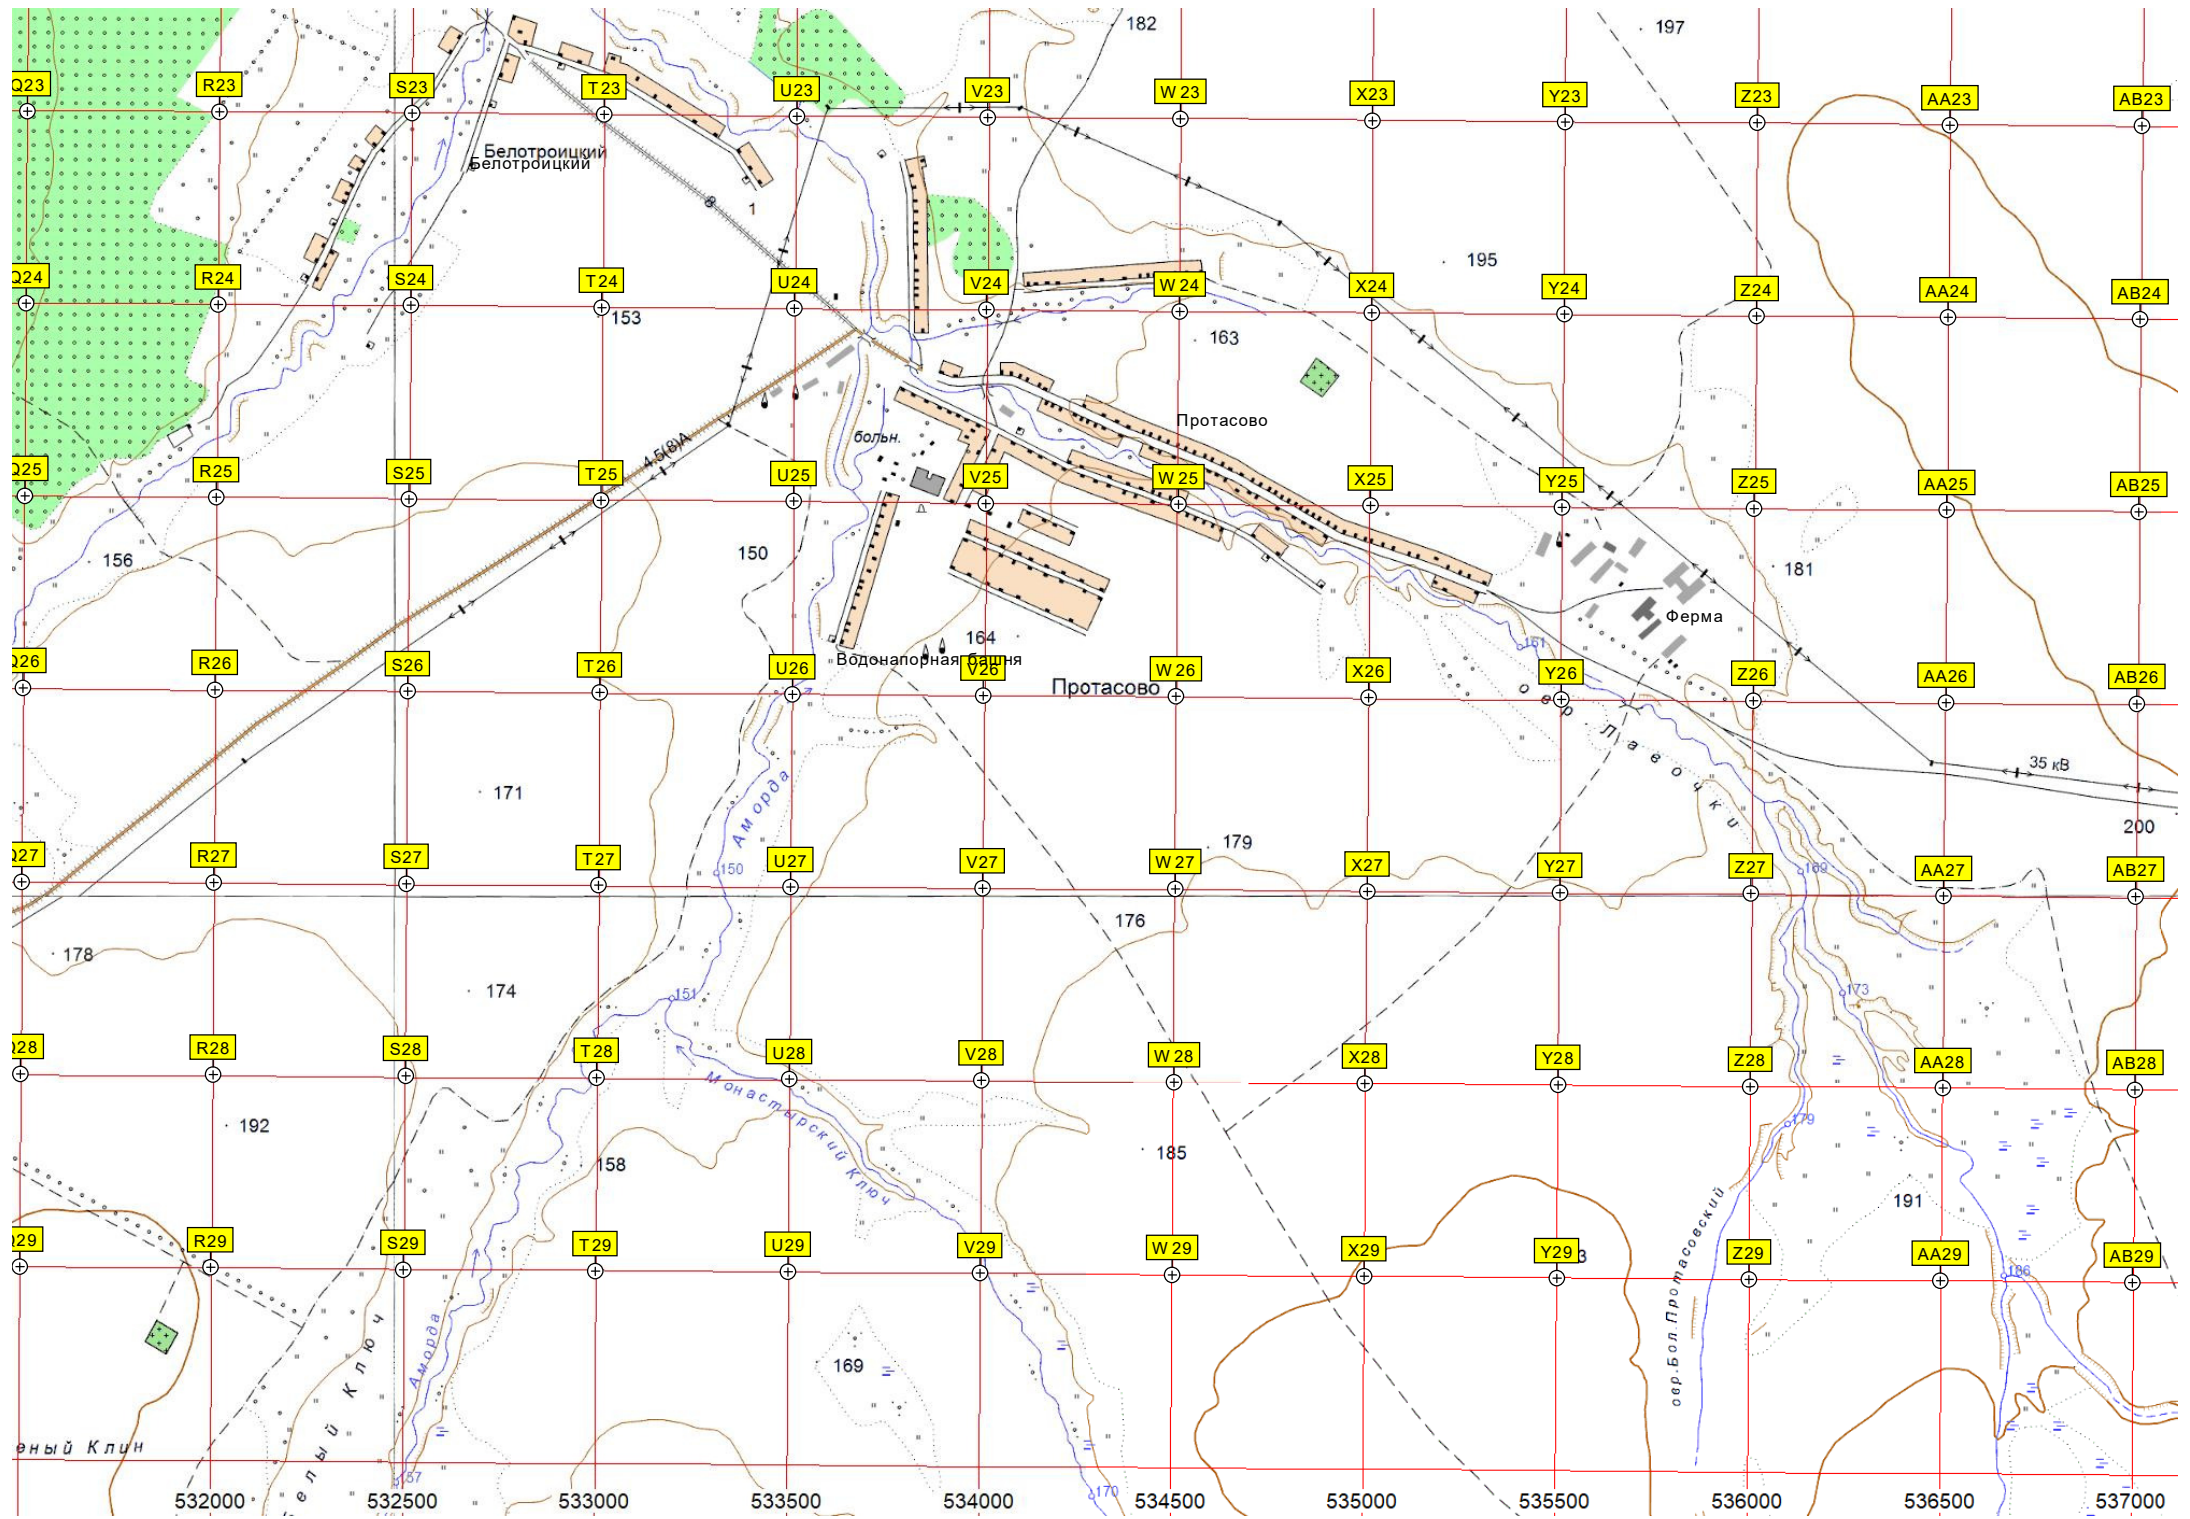 182
197
Q23 R23 S23 T23 U23 V23 W23 X23 Y23 Z23 AA23 AB23
Белотроицкий
Белотроицкий
8
1
195
Q24 R24 S24 T24 U24 V24 W24 X24 Y24 Z24 AA24 AB24
153
163
Протасово
больн.
4,5(8)А
Q25 R25 S25 T25 U25 V25 W25 X25 Y25 Z25 AA25 AB25
150
156
181
Ферма
164
161
Водонапорная башня
Q26 R26 S26 T26 U26 V26 W26 X26 Y26 Z26 AA26 AB26
Протасово
овр. Лавочки
35 кВ
171
Аморда
200
179
Q27 R27 S27 T27 U27 V27 W27 X27 Y27 Z27 AA27 AB27
150
169
176
178
174
151
173
Q28 R28 S28 T28 U28 V28 W28 X28 Y28 Z28 AA28 AB28
Монастырский Ключ
192
179
158
185
191
Q29 R29 S29 T29 U29 V29 W29 X29 Y29 Z29 AA29 AB29
3
186
овр.Бол.Протасовский
Аморда
169
елый Ключ
еный Клин
157
170
532000 532500 533000 533500 534000 534500 535000 535500 536000 536500 537000